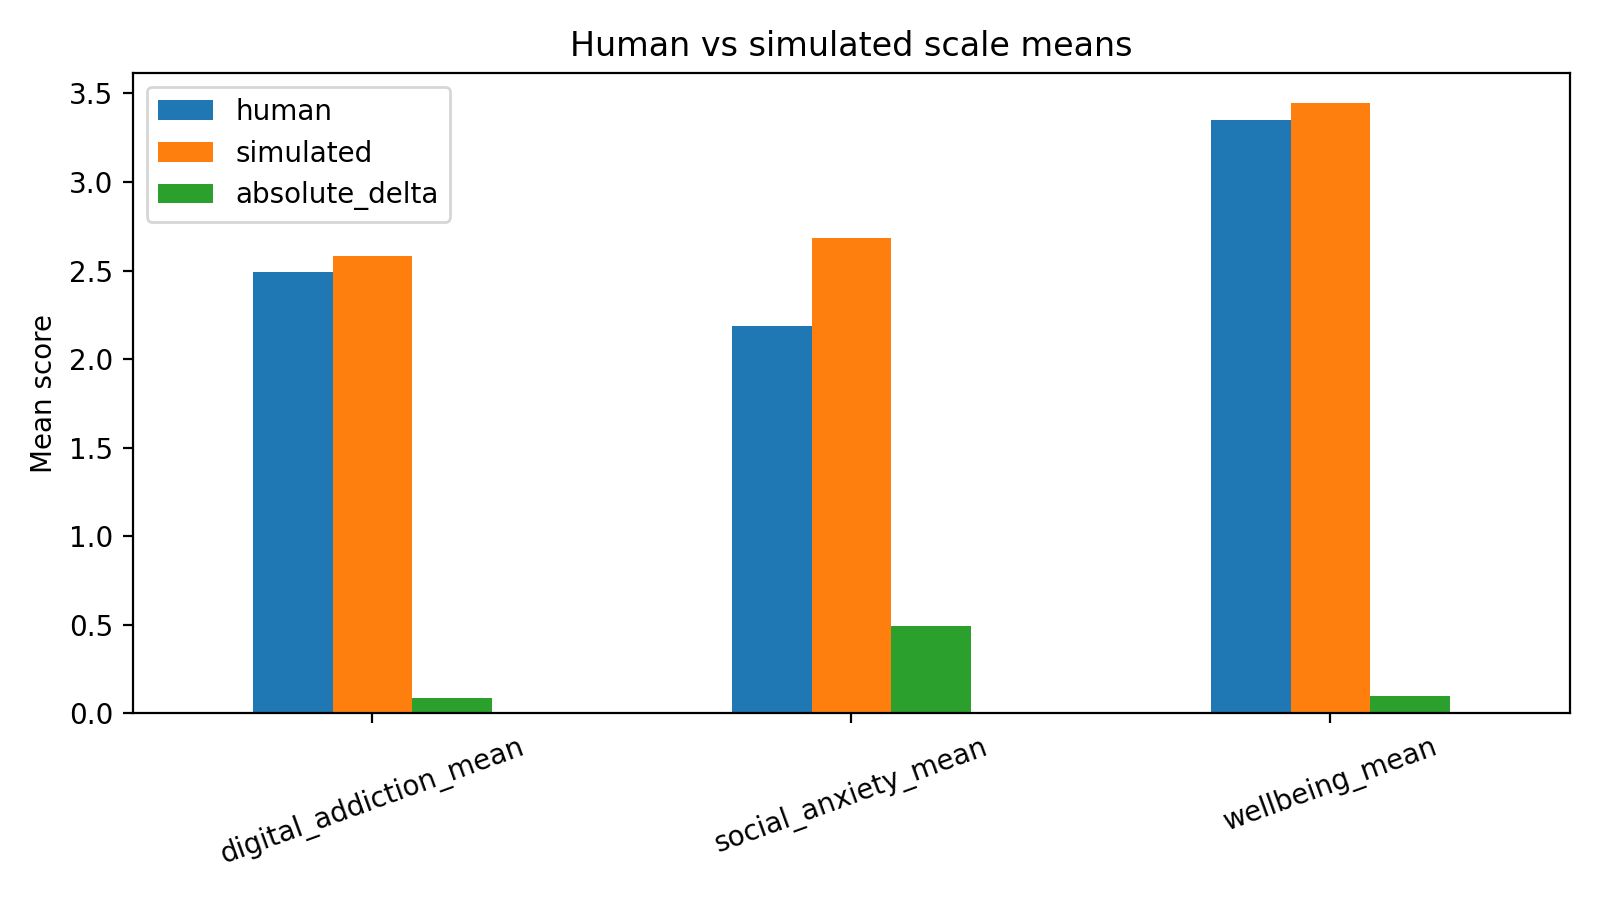 Human vs simulated scale means
human
simulated
absolute_delta
Mean score
3.5
3.0
2.5
2.0
1.5
1.0
0.5
0.0
digital_addiction_mean
social_anxiety_mean
wellbeing_mean